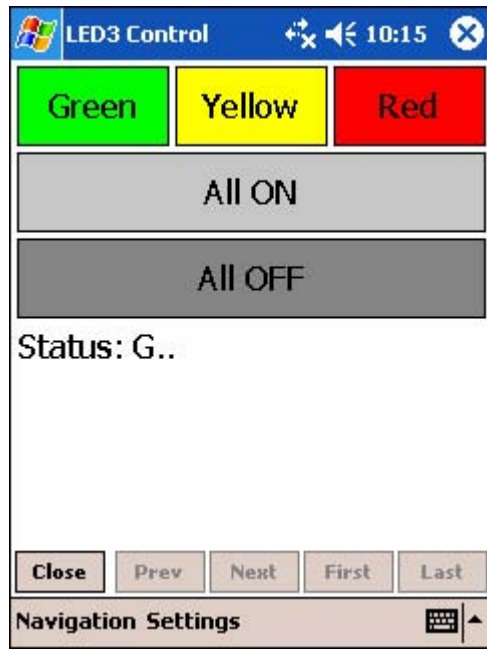 LED3 Control 10:15
Green Yellow Red
All ON
All OFF
Status: G..
Close Prev Next First Last
Navigation Settings